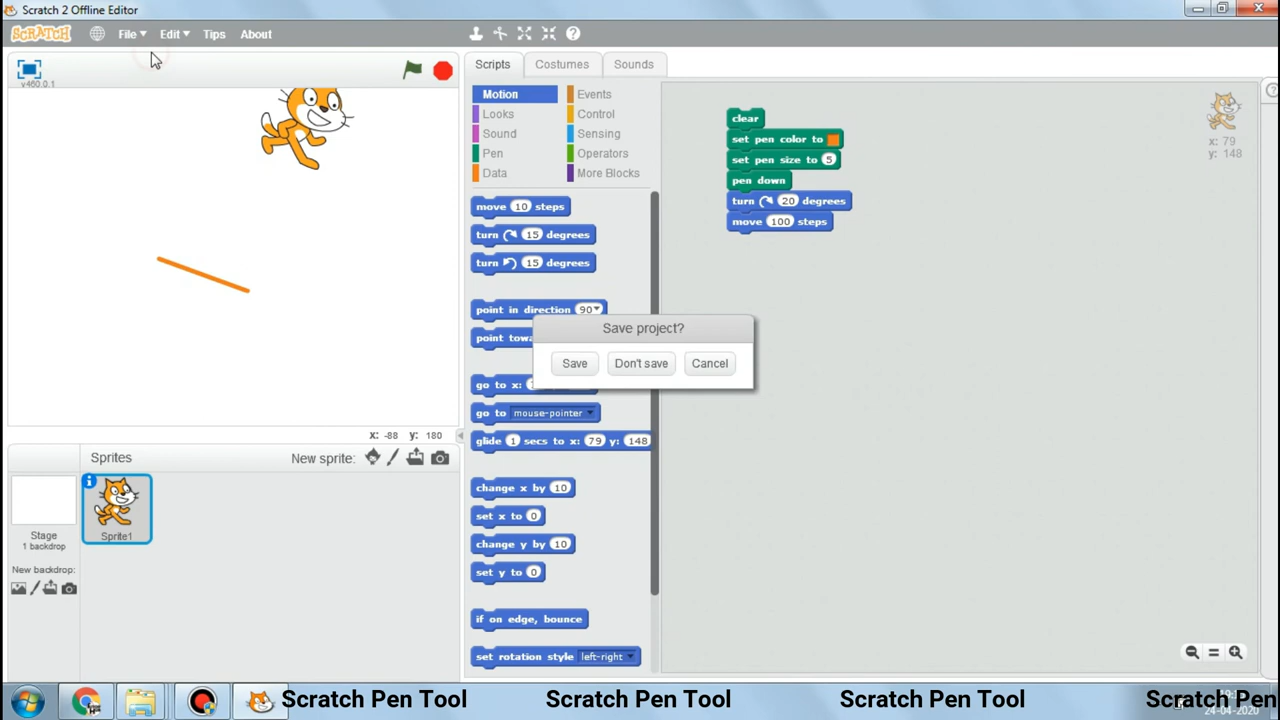 Scratch 2 Offline Editor
SCRATCH File Edit Tips About
v460.0.1
Scripts Costumes Sounds
Motion Events
Looks Control
Sound Sensing
Pen Operators
Data More Blocks
move 10 steps
turn 15 degrees
turn 15 degrees
point in direction 90
point towa
go to x:
go to mouse-pointer
glide 1 secs to x: 79 y: 148
change x by 10
set x to 0
change y by 10
set y to 0
if on edge, bounce
set rotation style left-right
clear
set pen color to
set pen size to 5
pen down
turn 20 degrees
move 100 steps
x: 79
y: 148
Save project?
Save Don't save Cancel
x: -88 y: 180
Sprites New sprite:
Stage
1 backdrop
New backdrop:
Sprite1
Scratch Pen Tool Scratch Pen Tool Scratch Pen Tool Scratch Pen
24-04-2020